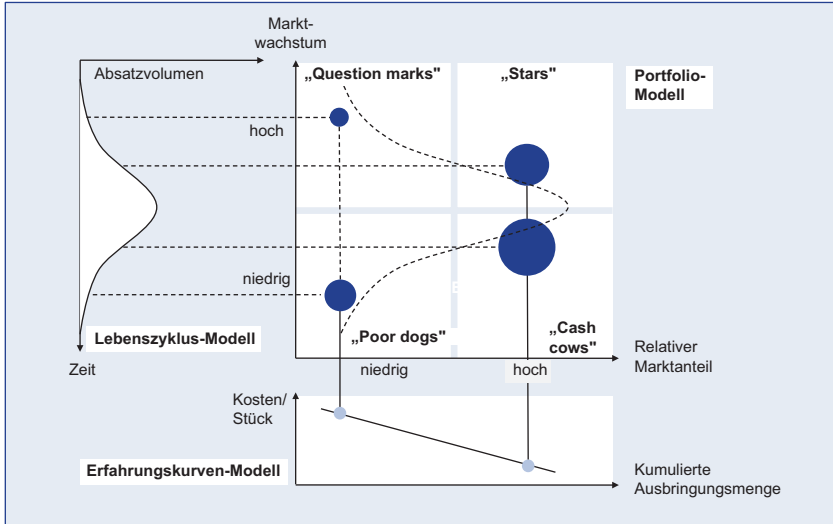 Markt-
wachstum
Absatzvolumen
„Question marks"
„Stars"
Portfolio-
Modell
hoch
niedrig
Lebenszyklus-Modell
Zeit
„Poor dogs"
„Cash
cows"
niedrig
hoch
Relativer
Marktanteil
Kosten/
Stück
Erfahrungskurven-Modell
Kumulierte
Ausbringungsmenge